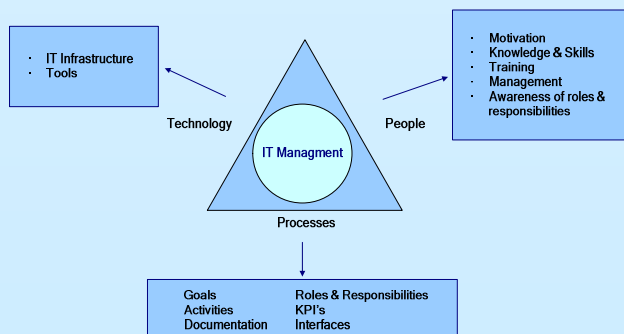 · IT Infrastructure
· Tools
· Motivation
· Knowledge & Skills
· Training
· Management
· Awareness of roles &
responsibilities
Technology
People
IT Managment
Processes
Goals Roles & Responsibilities
Activities KPI's
Documentation Interfaces